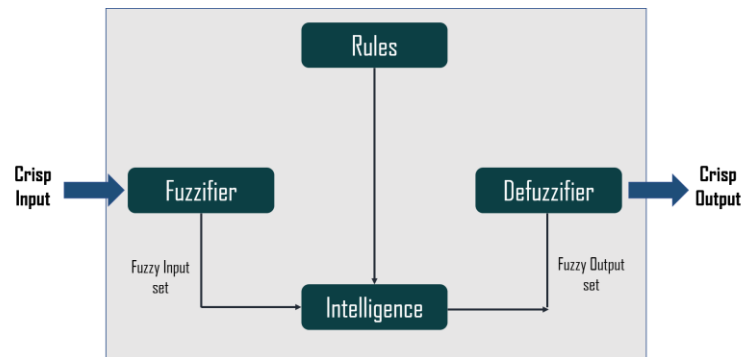 Rules
Crisp
Input
Fuzzifier
Defuzzifier
Crisp
Output
Fuzzy Input
set
Fuzzy Output
set
Intelligence